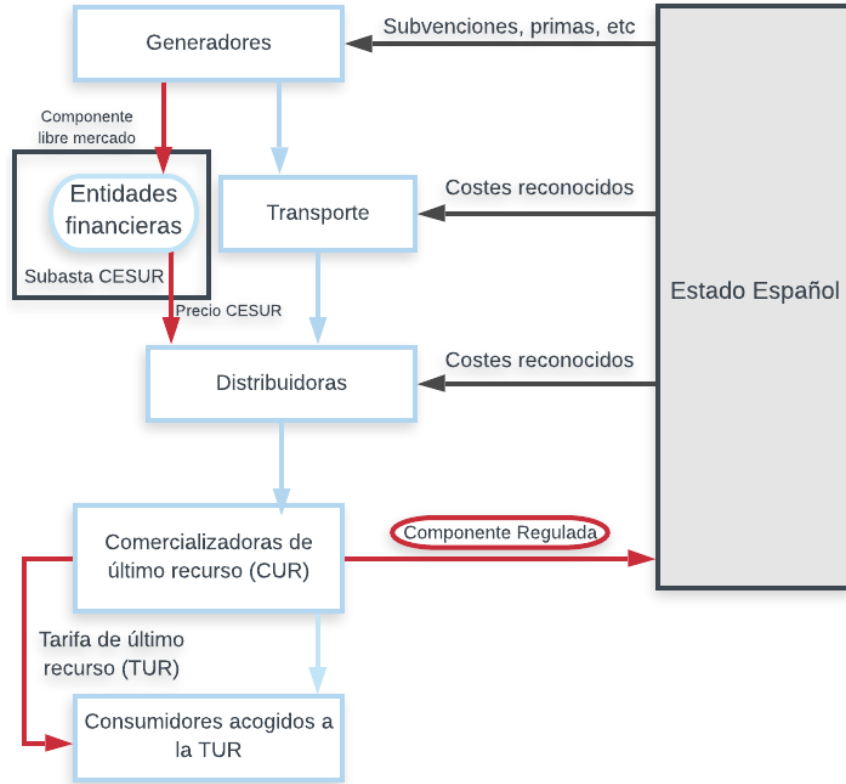 Subvenciones, primas, etc
Generadores
Componente
libre mercado
Entidades
financieras
Subasta CESUR
Transporte
Costes reconocidos
Estado Español
Precio CESUR
Distribuidoras
Costes reconocidos
Comercializadoras de
último recurso (CUR)
Componente Regulada
Tarifa de último
recurso (TUR)
Consumidores acogidos a
la TUR